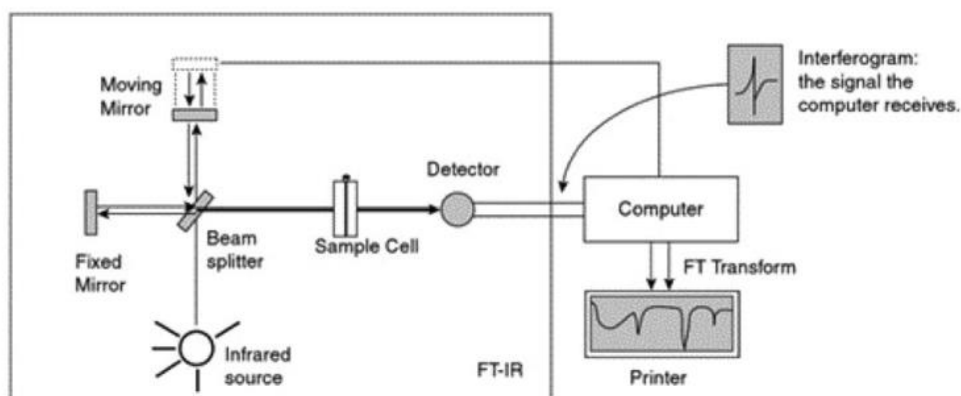 Moving
Mirror
Interferogram:
the signal the
computer receives.
Detector
Computer
Fixed
Mirror
Beam
splitter
Sample Cell
FT Transform
Infrared
source
FT-IR
Printer